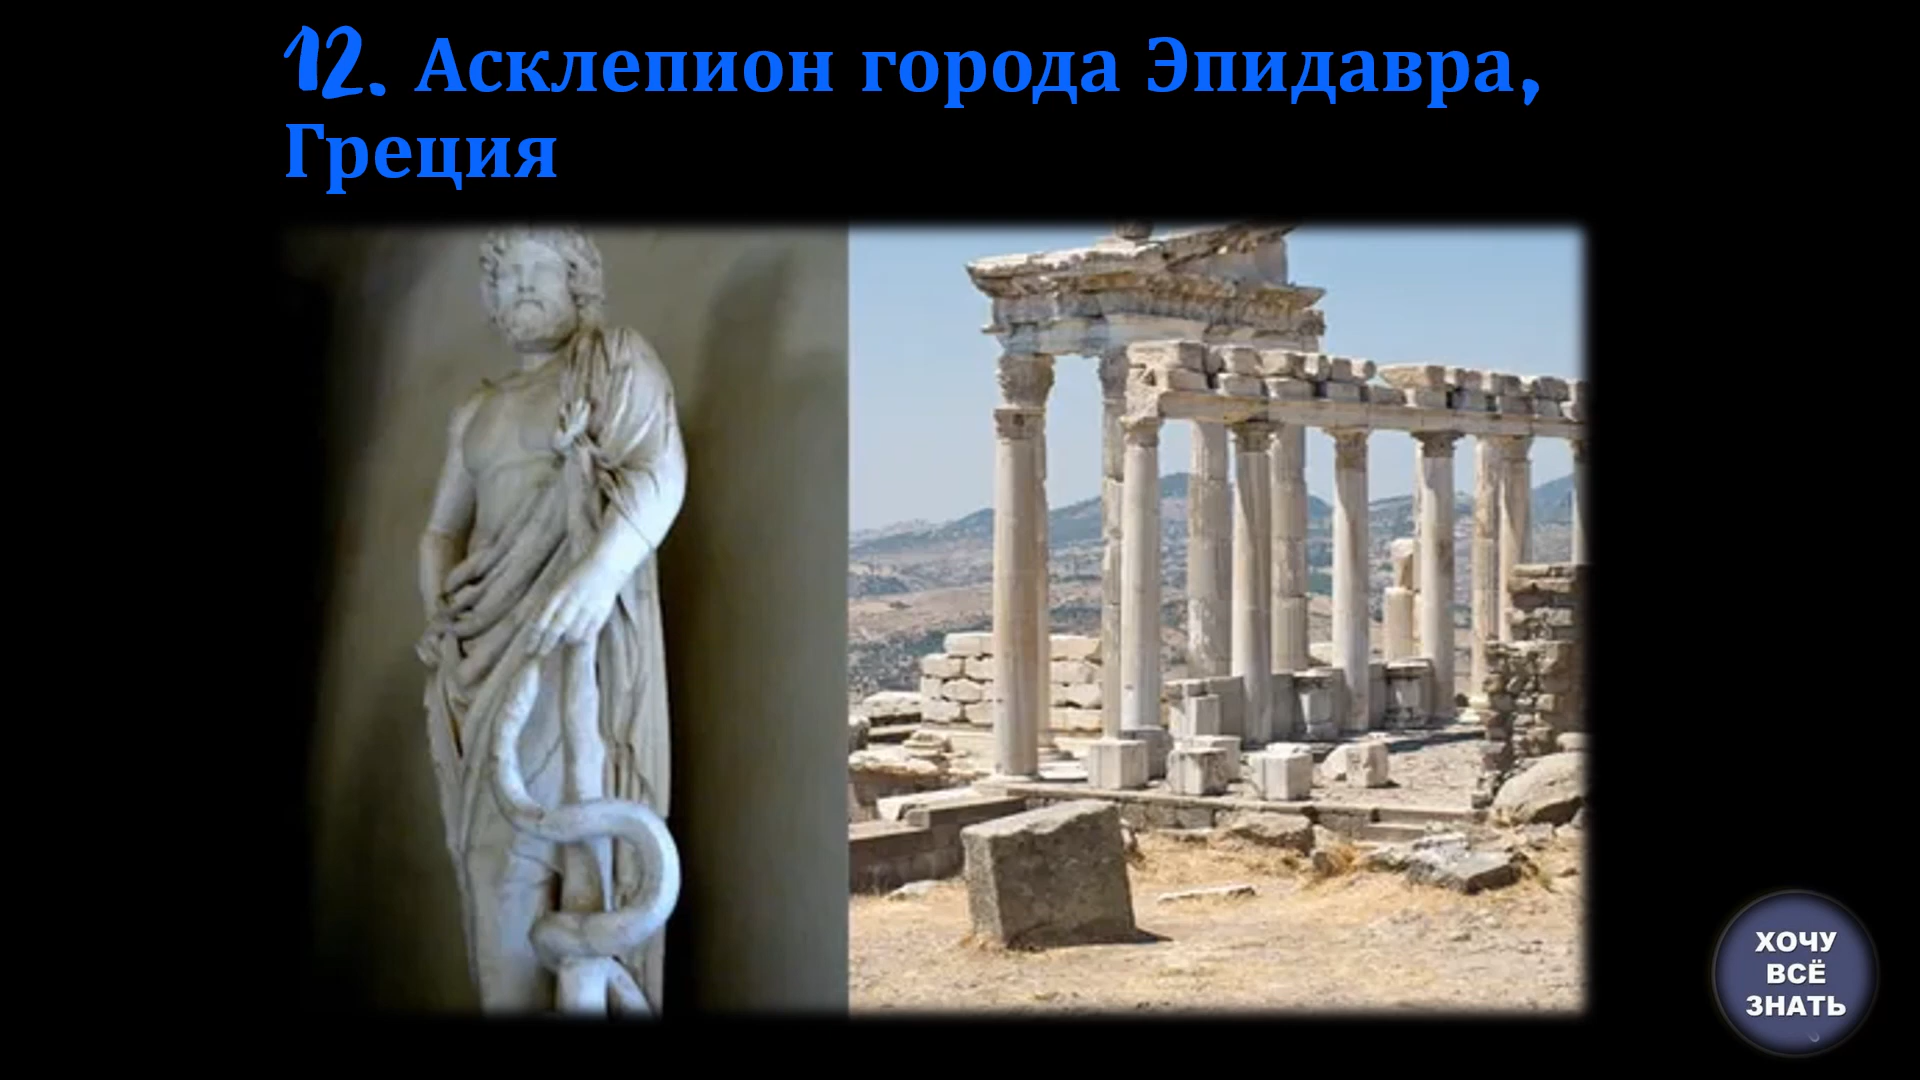 12. Асклепион города Эпидавра,
Греция
ХОЧУ
ВСЁ
ЗНАТЬ